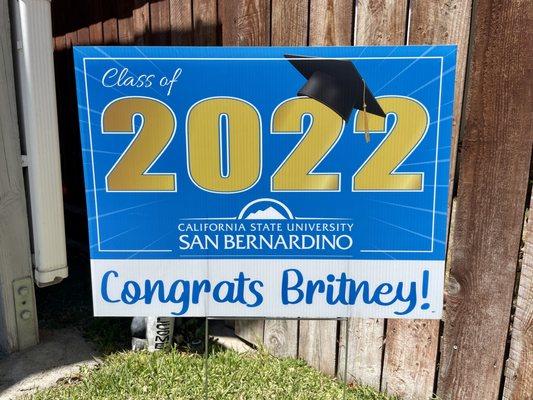 Class of
2022
CALIFORNIA STATE UNIVERSITY
SAN BERNARDINO
Congrats Britney!